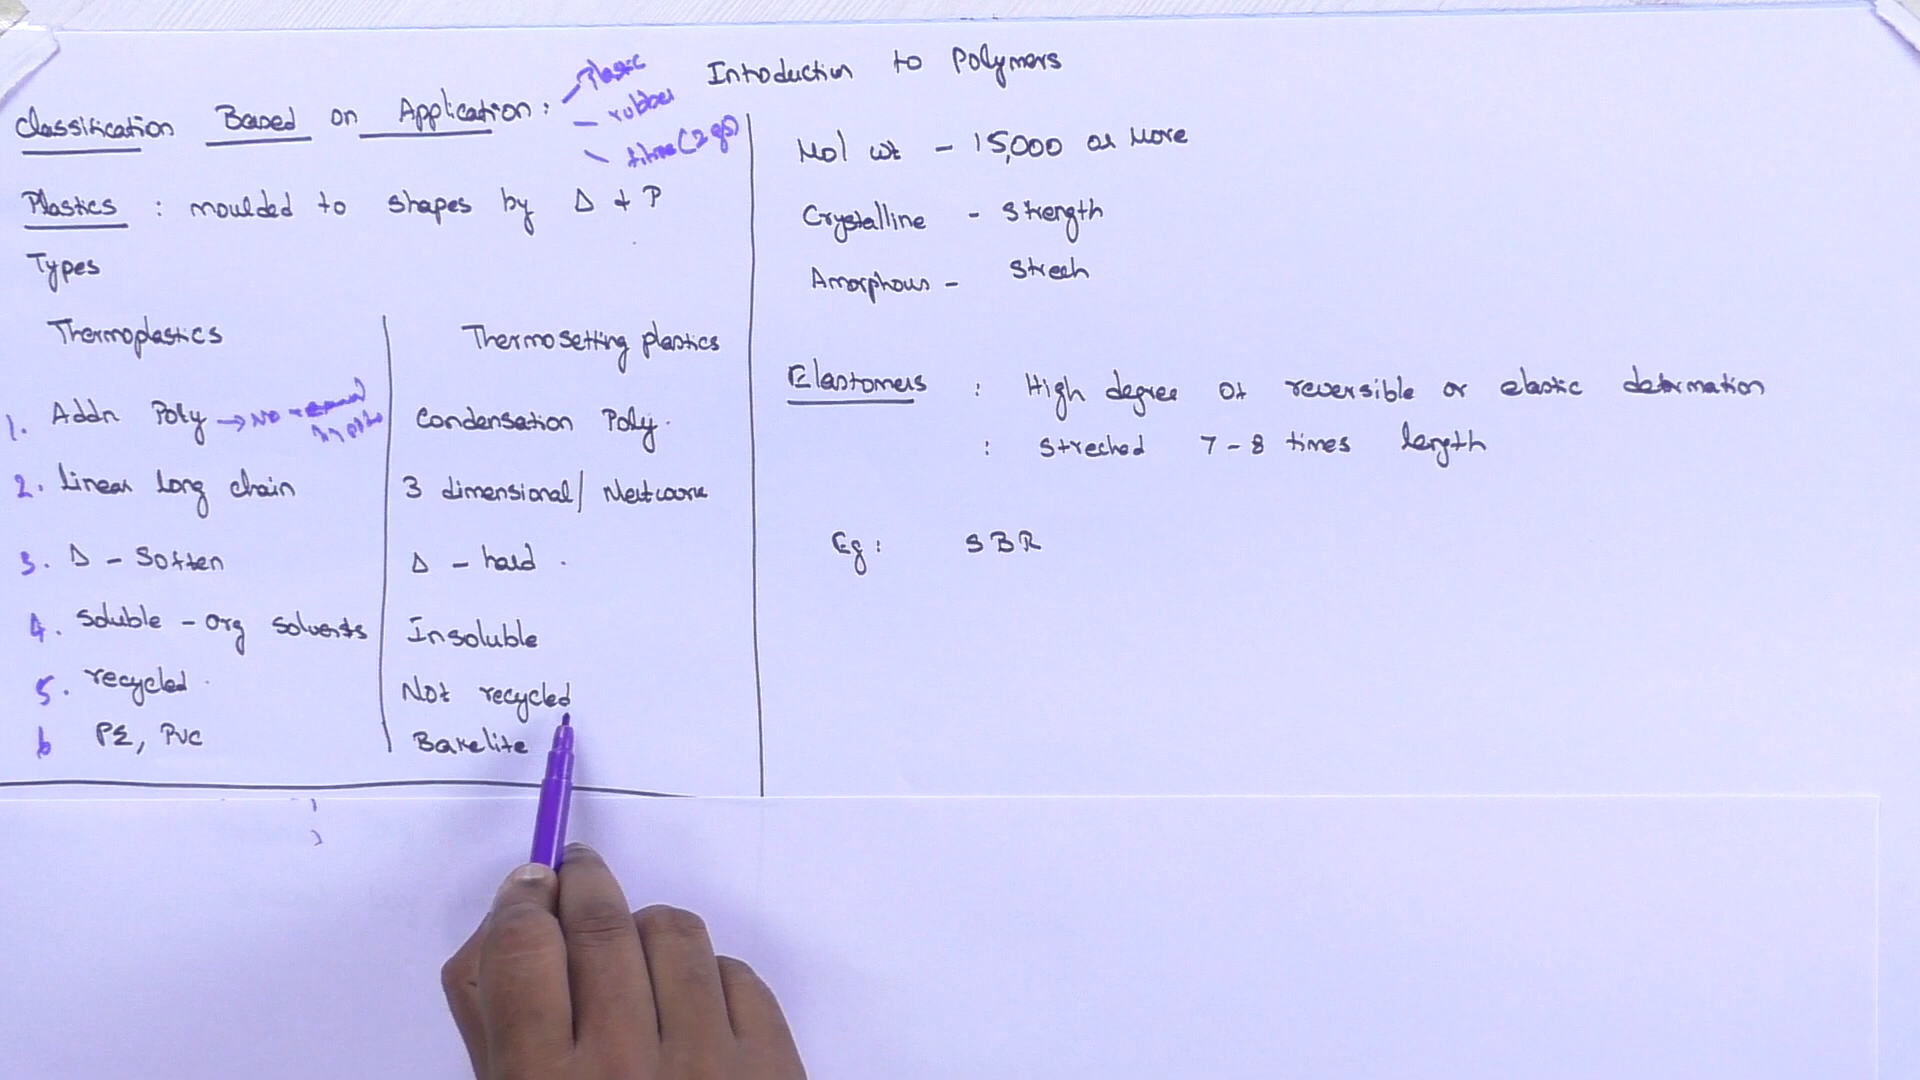 Introduction to Polymers
Classification Based on Application:
Plastic
rubber
fibre
Plastics : moulded to shapes by Δ & P
Types
Thermoplastics
Thermosetting plastics
1. Addn Poly → No
Condensation Poly.
2. Linear long chain
3 dimensional/ Network
3. Δ - Soften
Δ - hard .
4. Soluble - org solvents
Insoluble
5. recycled
Not recycled
6 PE, PVC
Bakelite
Mol wt - 15,000 or More
Crystalline - Strength
Amorphous - Strech
Elastomers : High degree of reversible or elastic deformation
: Streched 7-8 times length
Eg: SBR